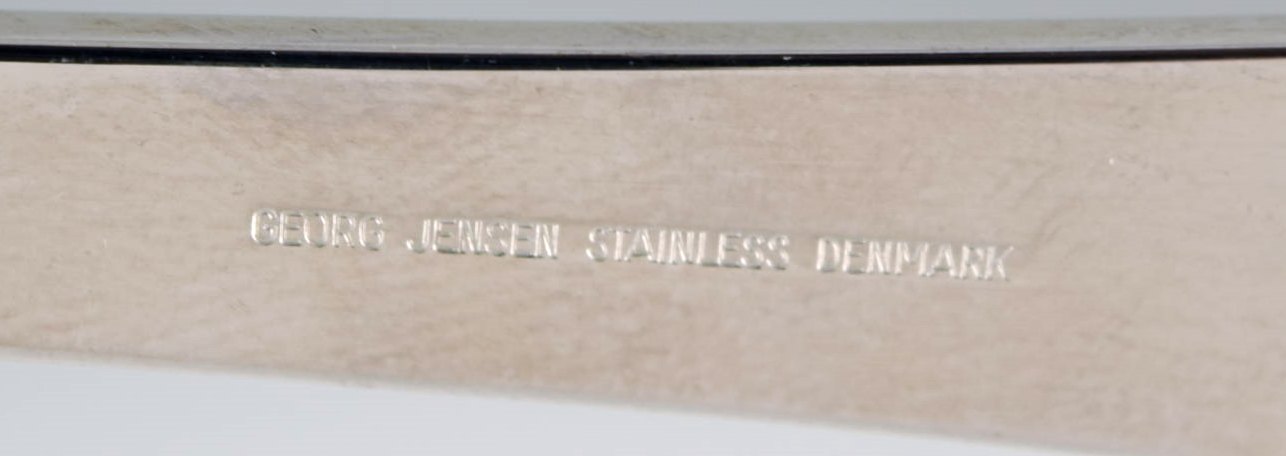 GEORG JENSEN STAINLESS DENMARK